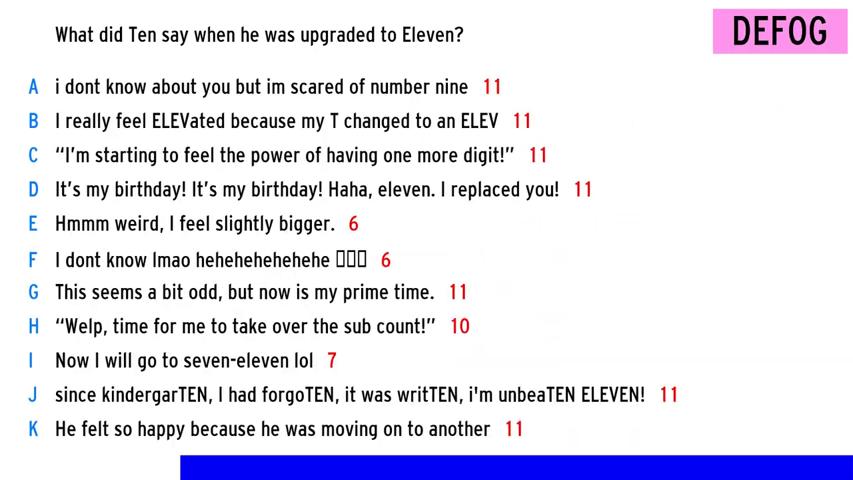 What did Ten say when he was upgraded to Eleven?
DEFOG
A i dont know about you but im scared of number nine 11
B I really feel ELEVated because my T changed to an ELEV 11
C “I’m starting to feel the power of having one more digit!” 11
D It’s my birthday! It’s my birthday! Haha, eleven. I replaced you! 11
E Hmmm weird, I feel slightly bigger. 6
F I dont know lmao hehehehehehehe ▯▯▯ 6
G This seems a bit odd, but now is my prime time. 11
H “Welp, time for me to take over the sub count!” 10
I Now I will go to seven-eleven lol 7
J since kindergarTEN, I had forgoTEN, it was writTEN, i'm unbeaTEN ELEVEN! 11
K He felt so happy because he was moving on to another 11